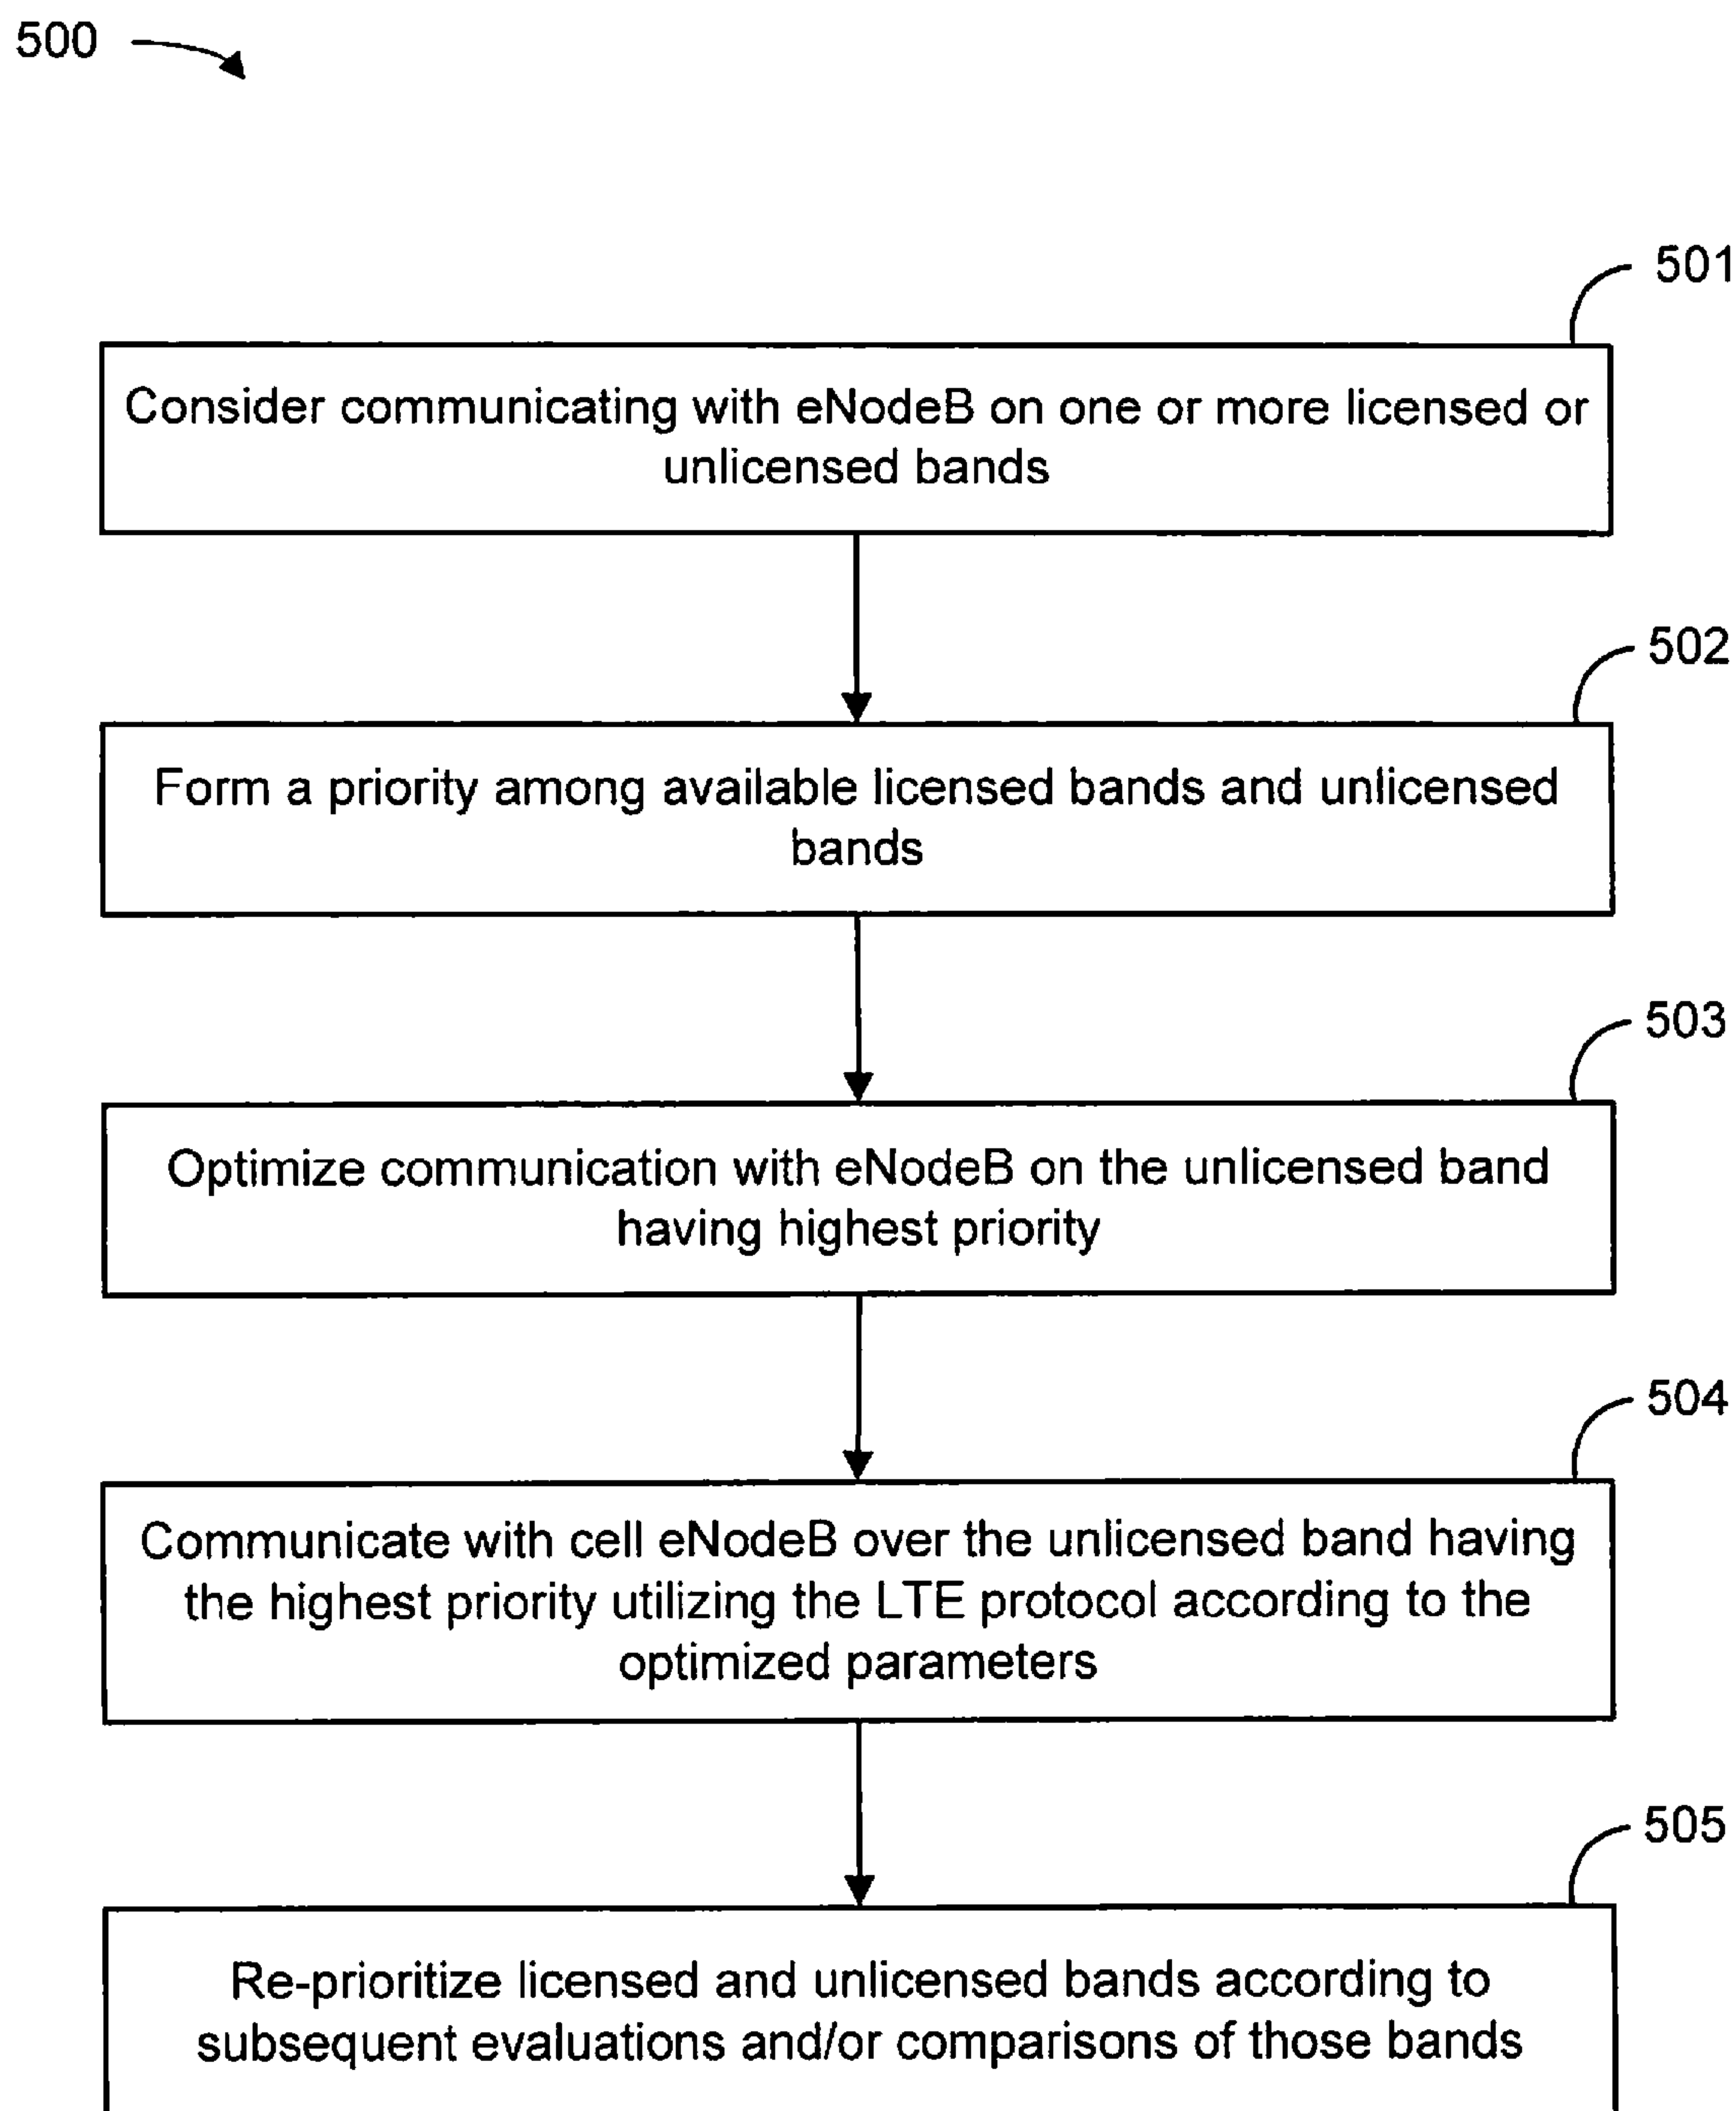 500
501
Consider communicating with eNodeB on one or more licensed or
unlicensed bands
502
Form a priority among available licensed bands and unlicensed
bands
503
Optimize communication with eNodeB on the unlicensed band
having highest priority
504
Communicate with cell eNodeB over the unlicensed band having
the highest priority utilizing the LTE protocol according to the
optimized parameters
505
Re-prioritize licensed and unlicensed bands according to
subsequent evaluations and/or comparisons of those bands